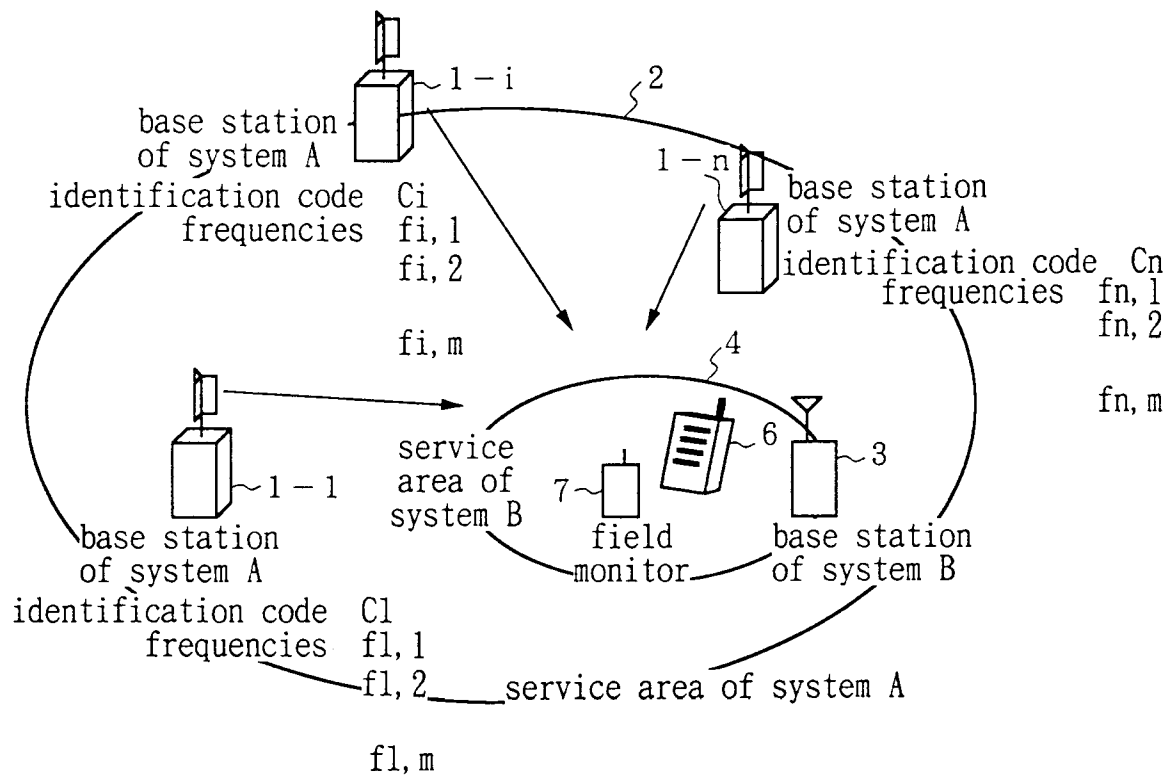 1-i
2
base station
of system A
identification code Ci
frequencies fi,1
fi,2
fi,m
1-n
base station
of system A
identification code Cn
frequencies fn,1
fn,2
fn,m
1-1
base station
of system A
identification code C1
frequencies f1,1
f1,2
f1,m
4
service
area of
system B
6
7
field
monitor
3
base station
of system B
service area of system A